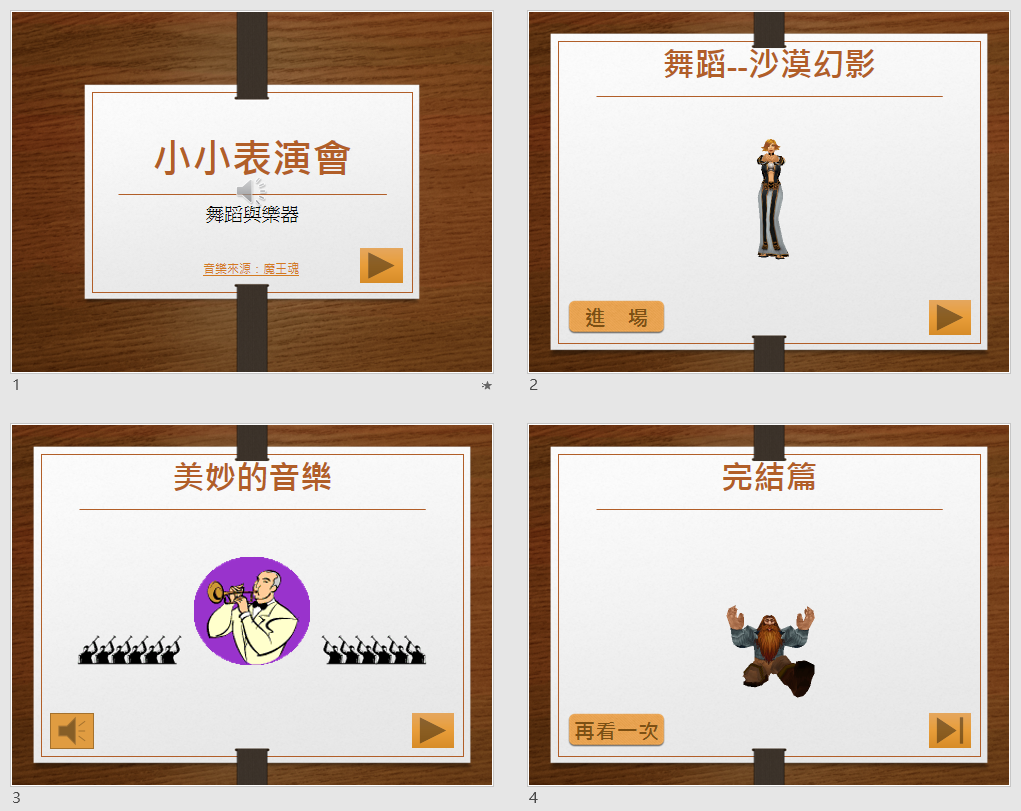 小小表演會
舞蹈與樂器
音樂來源：魔王魂
1
舞蹈--沙漠幻影
進 場
2
美妙的音樂
3
完結篇
再看一次
4